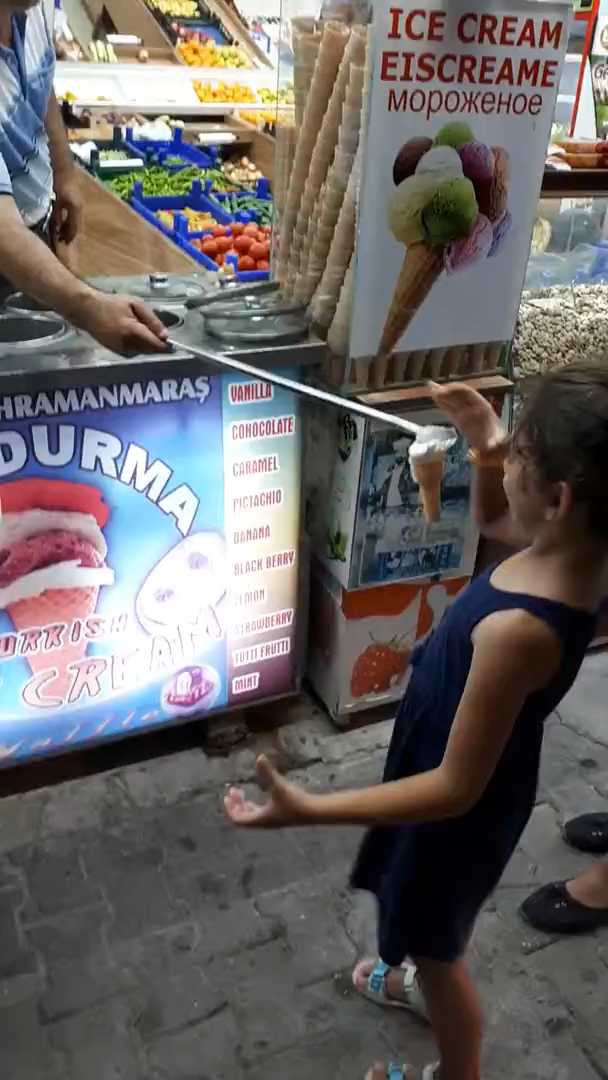 ICE CREAM
EISCREAME
мороженое
HRAMANMARAŞ
DURMA
URKISH
CREAM
VANILLA
COHOCOLATE
CARAMEL
PICTACHIO
BANANA
BLACK BERRY
LEMON
STRAWBERRY
TUTTI FRUTTI
MINT